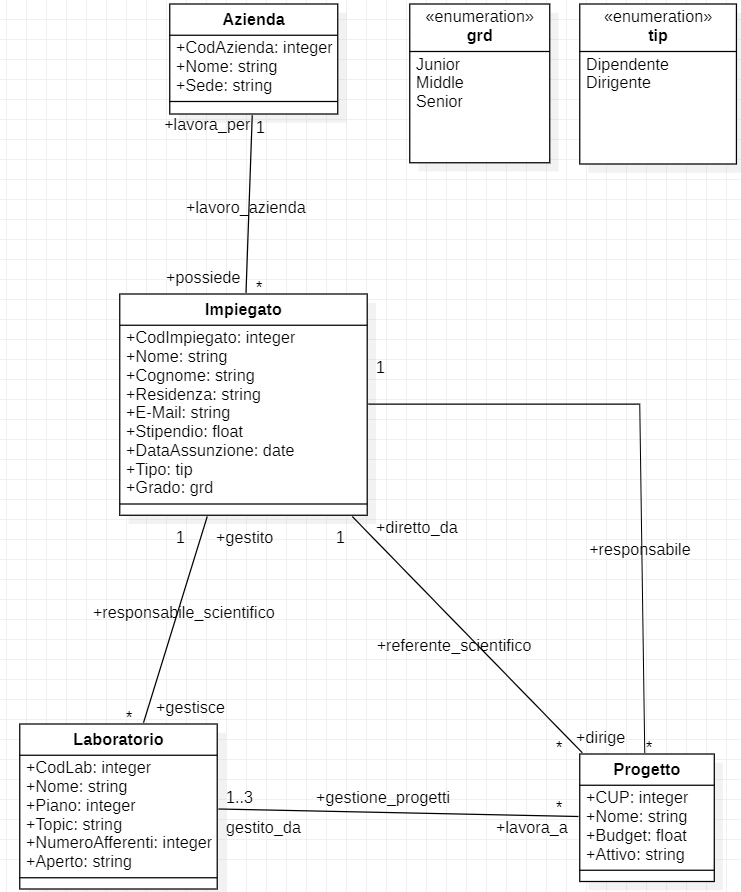 Azienda
+CodAzienda: integer
+Nome: string
+Sede: string
«enumeration»
grd
Junior
Middle
Senior
«enumeration»
tip
Dipendente
Dirigente
+lavora_per
1
+lavoro_azienda
+possiede
*
Impiegato
+CodImpiegato: integer
+Nome: string
+Cognome: string
+Residenza: string
+E-Mail: string
+Stipendio: float
+DataAssunzione: date
+Tipo: tip
+Grado: grd
1
+responsabile
*
1
+gestito
+responsabile_scientifico
*
+gestisce
1
+diretto_da
+referente_scientifico
*
+dirige
Laboratorio
+CodLab: integer
+Nome: string
+Piano: integer
+Topic: string
+NumeroAfferenti: integer
+Aperto: string
1..3
gestito_da
+gestione_progetti
*
+lavora_a
Progetto
+CUP: integer
+Nome: string
+Budget: float
+Attivo: string